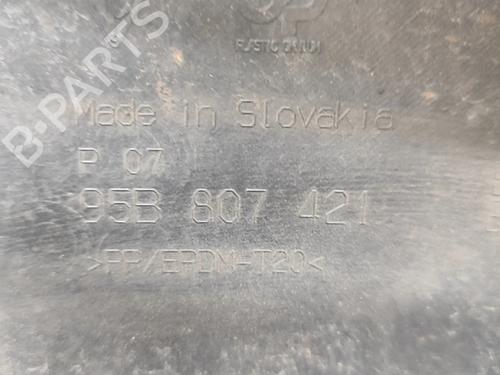 B-PARTS
Made in Slovakia
P 07
95B 807 421
>PP/EPDM-T20<